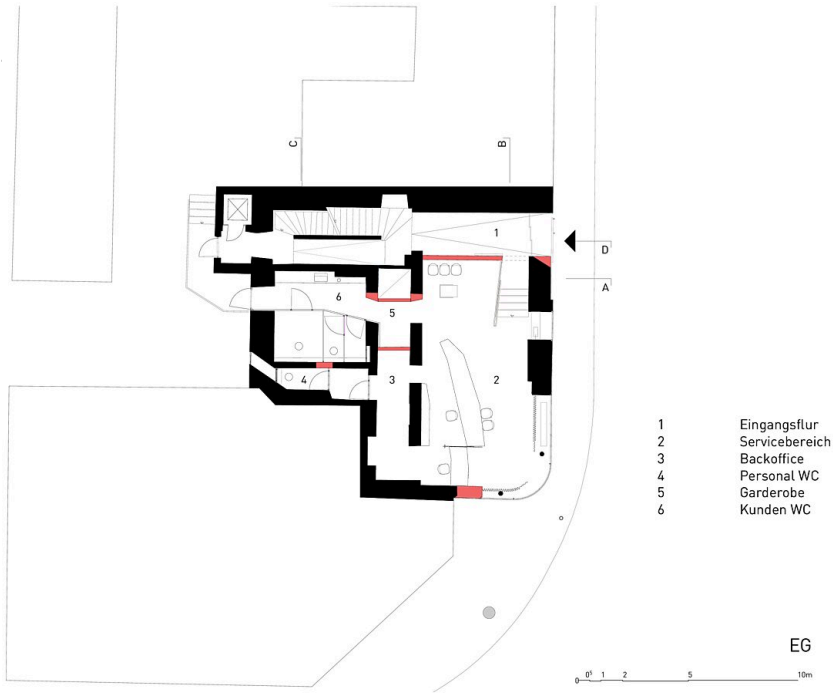 C
B
1
D
A
6
5
4
3
2
1 Eingangsflur
2 Servicebereich
3 Backoffice
4 Personal WC
5 Garderobe
6 Kunden WC
EG
0 0⁵ 1 2 5 10m